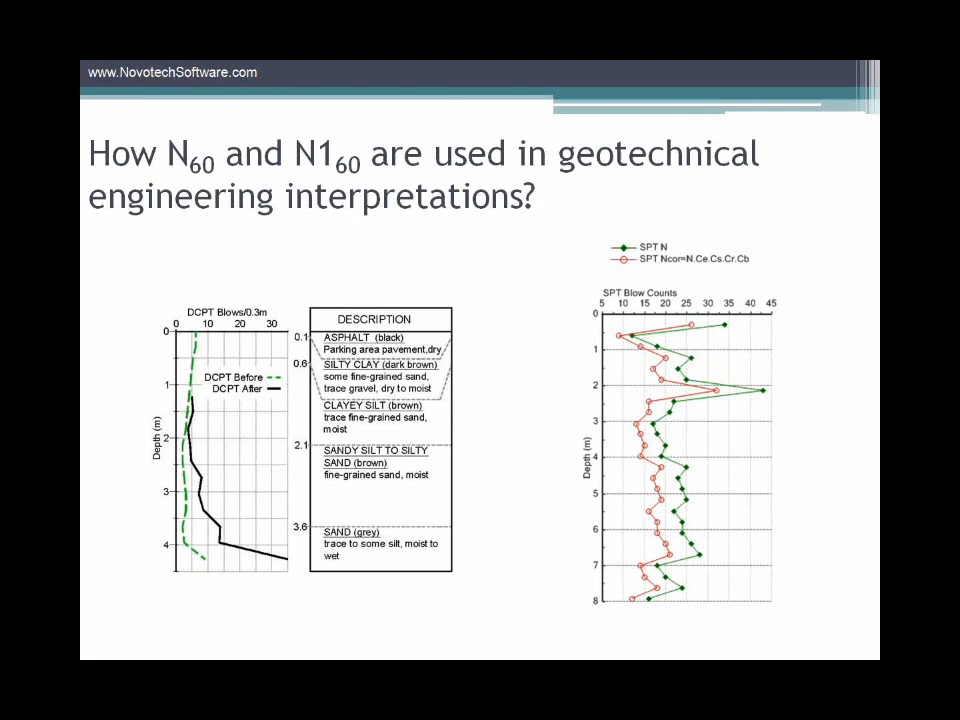 www.NovotechSoftware.com
How N60 and N160 are used in geotechnical
engineering interpretations?
DCPT Blows/0.3m
0 10 20 30
0
1
2
3
4
Depth (m)
DCPT Before
DCPT After
DESCRIPTION
0.1
ASPHALT (black)
Parking area pavement,dry
0.6
SILTY CLAY (dark brown)
some fine-grained sand,
trace gravel, dry to moist
CLAYEY SILT (brown)
trace fine-grained sand,
moist
2.1
SANDY SILT TO SILTY
SAND (brown)
fine-grained sand, moist
3.6
SAND (grey)
trace to some silt, moist to
wet
SPT N
SPT Ncor=N.Ce.Cs.Cr.Cb
SPT Blow Counts
5 10 15 20 25 30 35 40 45
0
1
2
3
4
5
6
7
8
Depth (m)